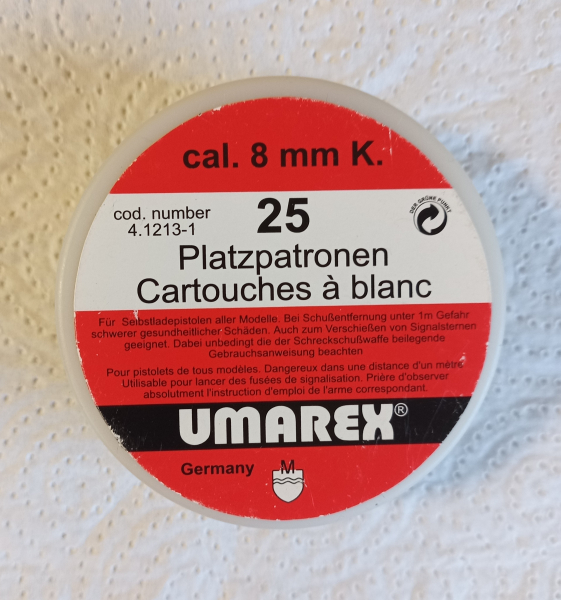 cal. 8 mm K.
cod. number
4.1213-1
25
DER GRÜNE PUNKT
Platzpatronen
Cartouches à blanc
Für Selbstladepistolen aller Modelle. Bei Schußentfernung unter 1m Gefahr
schwerer gesundheitlicher Schäden. Auch zum Verschießen von Signalsternen
geeignet. Dabei unbedingt die der Schreckschußwaffe beilegende
Gebrauchsanweisung beachten
Pour pistolets de tous modèles. Dangereux dans une distance d'un mètre
Utilisable pour lancer des fusées de signalisation. Prière d'observer
absolutment l'instruction d'emploi de l'arme correspondant.
UMAREX®
Germany M